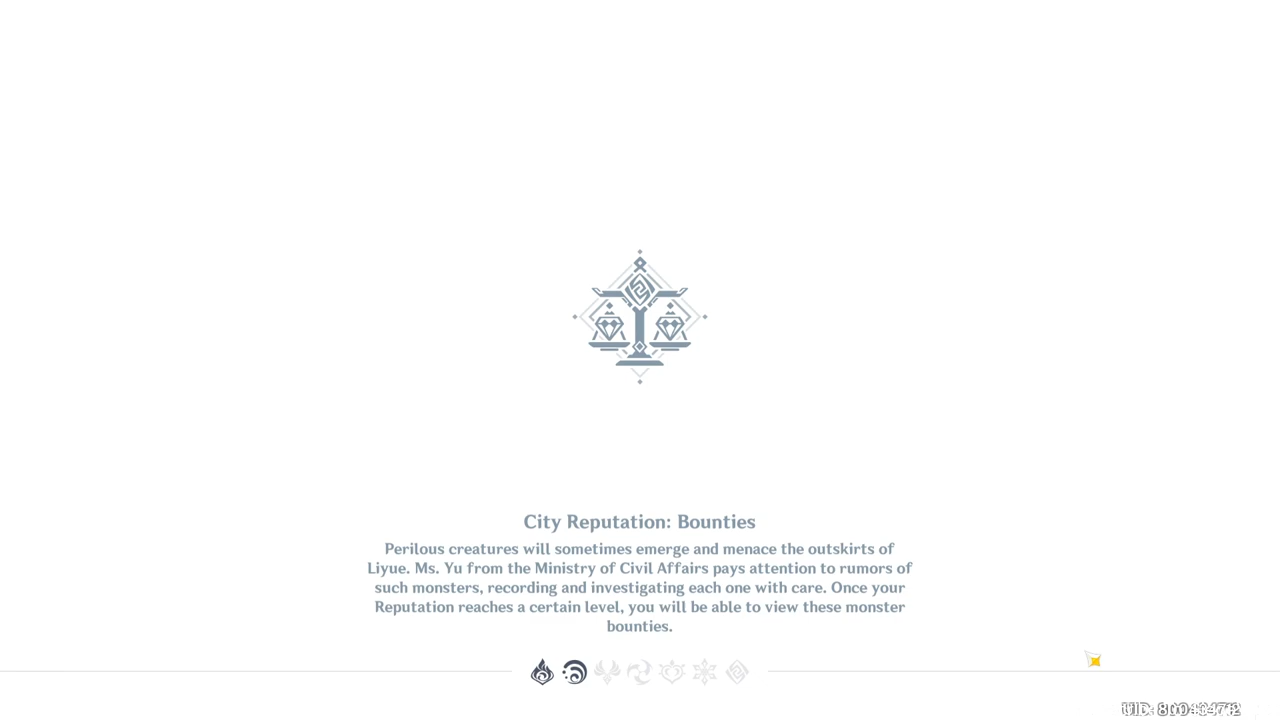 City Reputation: Bounties
Perilous creatures will sometimes emerge and menace the outskirts of
Liyue. Ms. Yu from the Ministry of Civil Affairs pays attention to rumors of
such monsters, recording and investigating each one with care. Once your
Reputation reaches a certain level, you will be able to view these monster
bounties.
UID: